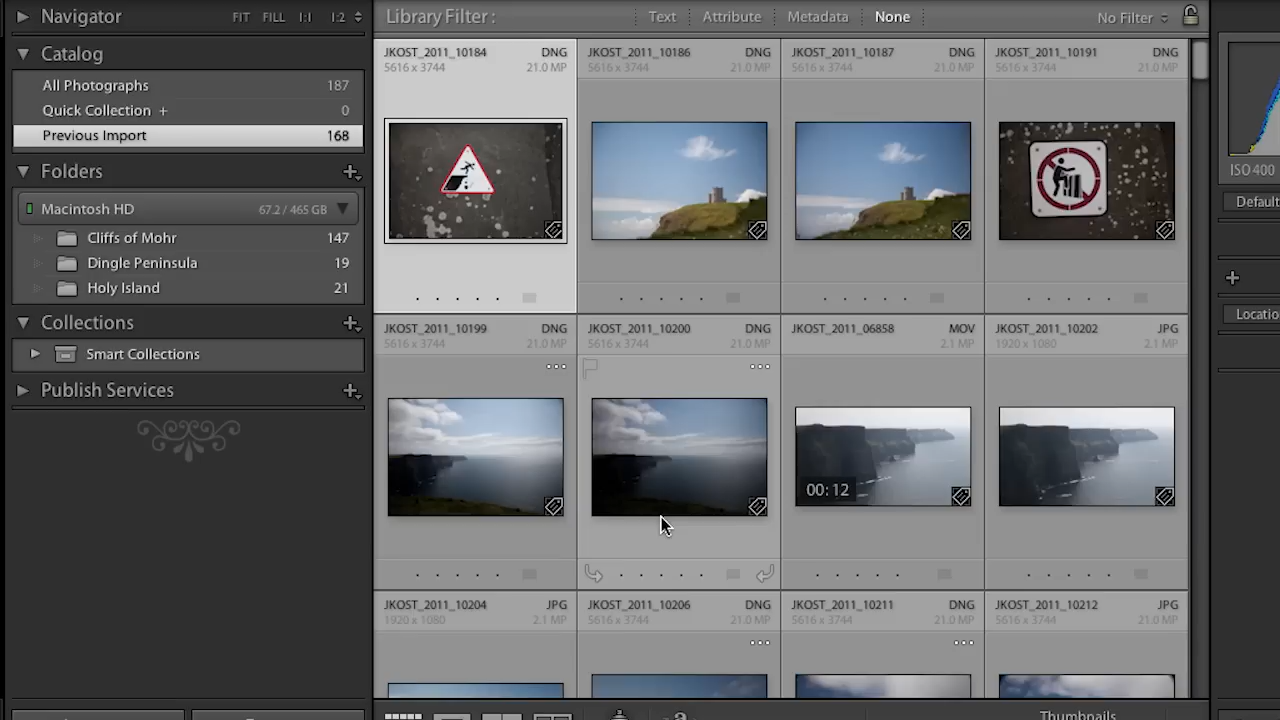 Navigator FIT FILL 1:1 1:2
Catalog
All Photographs 187
Quick Collection + 0
Previous Import 168
Folders
Macintosh HD 67.2 / 465 GB
Cliffs of Mohr 147
Dingle Peninsula 19
Holy Island 21
Collections
Smart Collections
Publish Services
Library Filter : Text Attribute Metadata None No Filter
JKOST_2011_10184 DNG
5616 x 3744 21.0 MP
JKOST_2011_10186 DNG
5616 x 3744 21.0 MP
JKOST_2011_10187 DNG
5616 x 3744 21.0 MP
JKOST_2011_10191 DNG
5616 x 3744 21.0 MP
JKOST_2011_10199 DNG
5616 x 3744 21.0 MP
JKOST_2011_10200 DNG
5616 x 3744 21.0 MP
JKOST_2011_06858 MOV
2.1 MP
00:12
JKOST_2011_10202 JPG
1920 x 1080 2.1 MP
JKOST_2011_10204 JPG
1920 x 1080 2.1 MP
JKOST_2011_10206 DNG
5616 x 3744 21.0 MP
JKOST_2011_10211 DNG
5616 x 3744 21.0 MP
JKOST_2011_10212 JPG
5616 x 3744 21.0 MP
Thumbnails
ISO 400
Default
Locatio